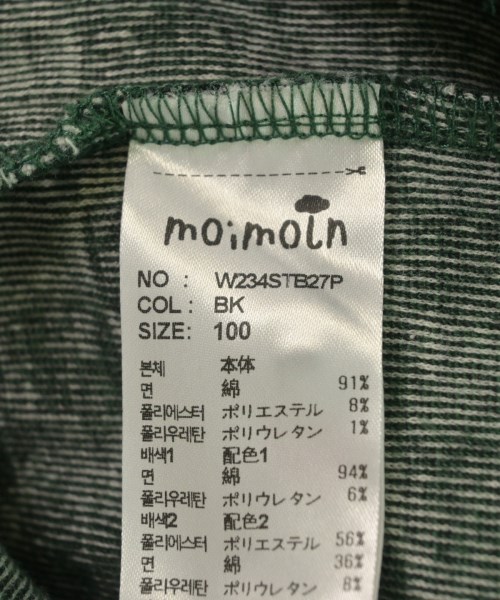 moimoln
NO : W234STB27P
COL : BK
SIZE: 100
본체 本体
면 綿 91%
폴리에스터 ポリエステル 8%
폴리우레탄 ポリウレタン 1%
배색1 配色1
면 綿 94%
폴리우레탄 ポリウレタン 6%
배색2 配色2
폴리에스터 ポリエステル 56%
면 綿 36%
폴리우레탄 ポリウレタン 8%